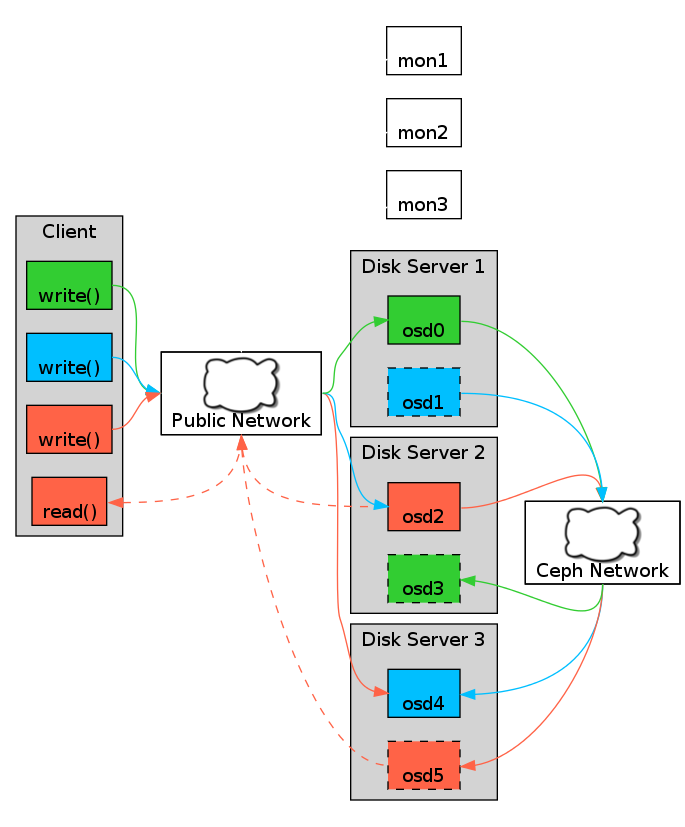 mon1
mon2
mon3
Client
write()
write()
write()
read()
Public Network
Disk Server 1
osd0
osd1
Disk Server 2
osd2
osd3
Disk Server 3
osd4
osd5
Ceph Network